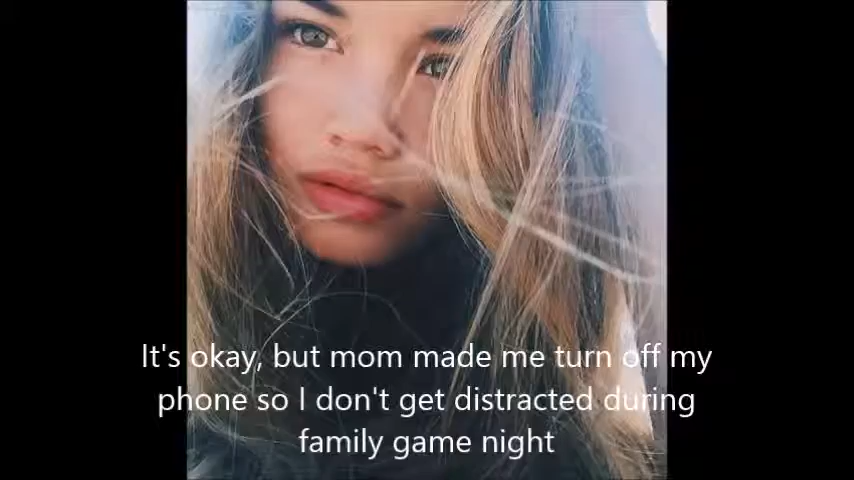 It's okay, but mom made me turn off my
phone so I don't get distracted during
family game night